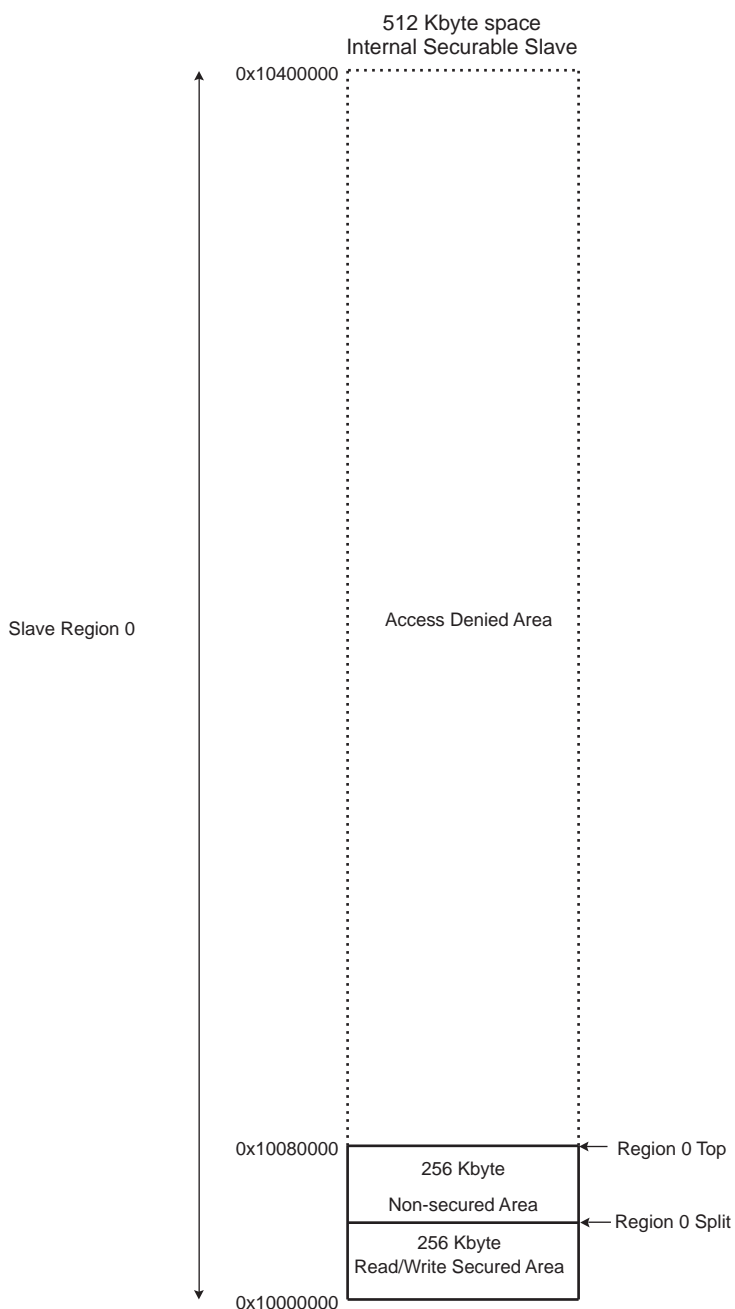 512 Kbyte space
Internal Securable Slave
0x10400000
Slave Region 0
Access Denied Area
0x10080000
Region 0 Top
256 Kbyte
Non-secured Area
Region 0 Split
256 Kbyte
Read/Write Secured Area
0x10000000